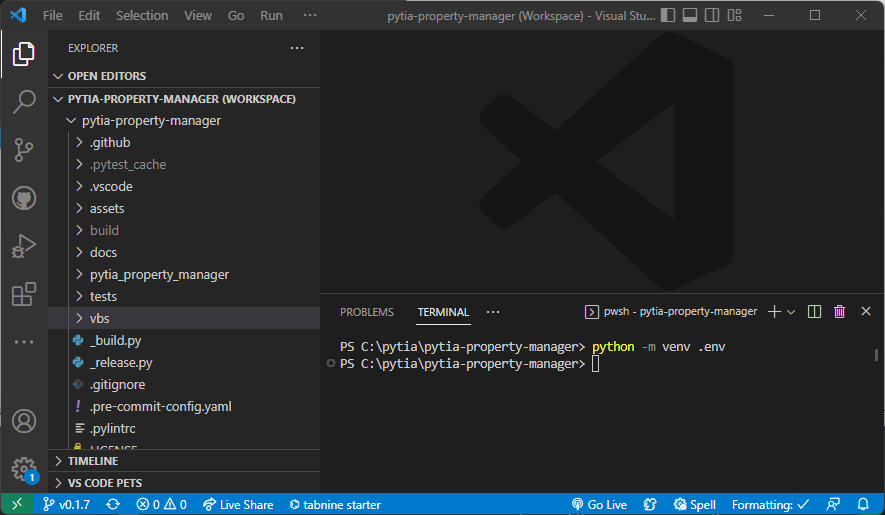 File Edit Selection View Go Run ··· pytia-property-manager (Workspace) - Visual Stu...
EXPLORER ···
OPEN EDITORS
PYTIA-PROPERTY-MANAGER (WORKSPACE)
pytia-property-manager
.github
.pytest_cache
.vscode
assets
build
docs
pytia_property_manager
tests
vbs
_build.py
_release.py
.gitignore
.pre-commit-config.yaml
.pylintrc
LICENSE
TIMELINE
VS CODE PETS
1
PROBLEMS TERMINAL ··· pwsh - pytia-property-manager
PS C:\pytia\pytia-property-manager> python -m venv .env
PS C:\pytia\pytia-property-manager>
v0.1.7 0 0 Live Share tabnine starter Go Live Spell Formatting: ✓